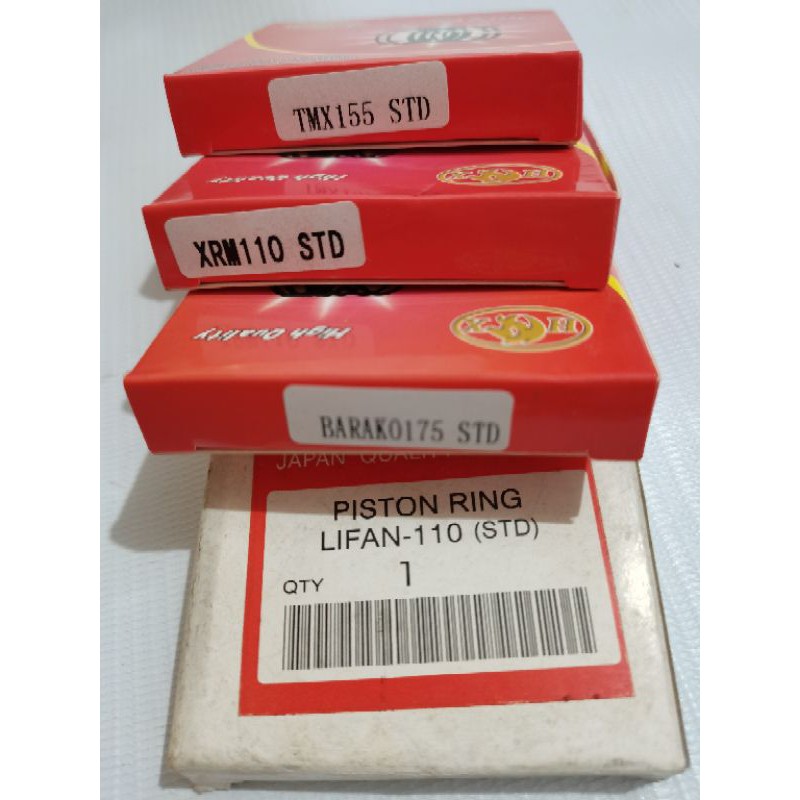 TMX155 STD
High Quality
XRM110 STD
High Quality
BARAKO175 STD
JAPAN QUALITY
PISTON RING
LIFAN-110 (STD)
QTY 1